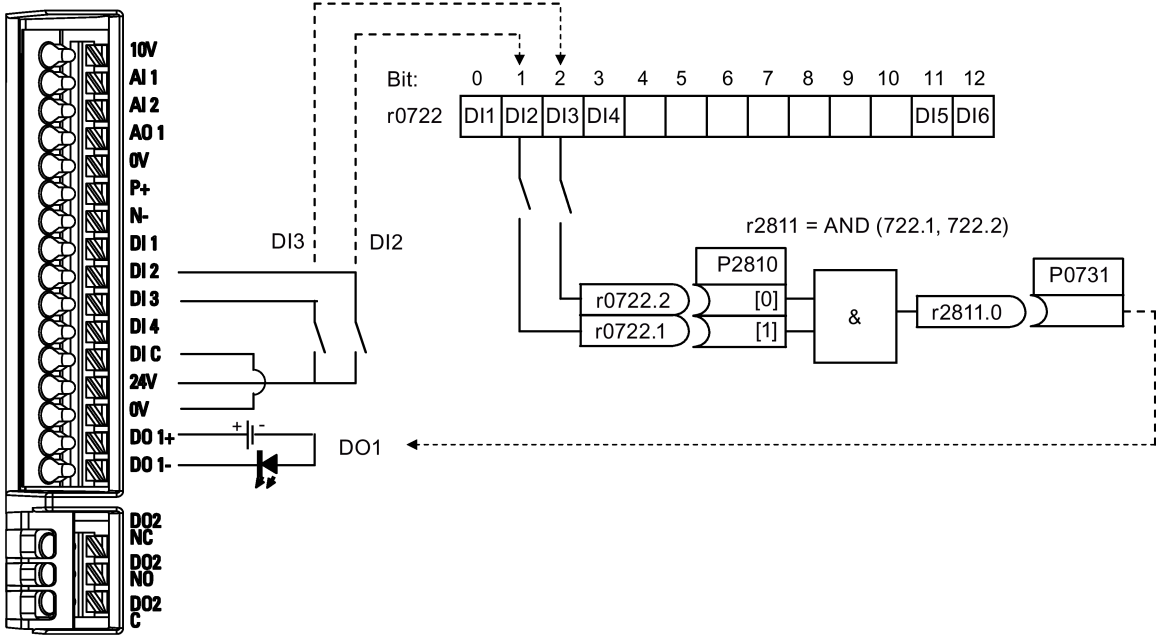 10V
AI 1
AI 2
AO 1
0V
P+
N-
DI 1
DI 2
DI 3
DI 4
DI C
24V
0V
DO 1+
DO 1-
DO2
NC
DO2
NO
DO2
C
DI3
DI2
+ -
DO1
Bit: 0 1 2 3 4 5 6 7 8 9 10 11 12
r0722 DI1 DI2 DI3 DI4 DI5 DI6
r2811 = AND (722.1, 722.2)
P2810
r0722.2 [0]
r0722.1 [1]
&
r2811.0
P0731